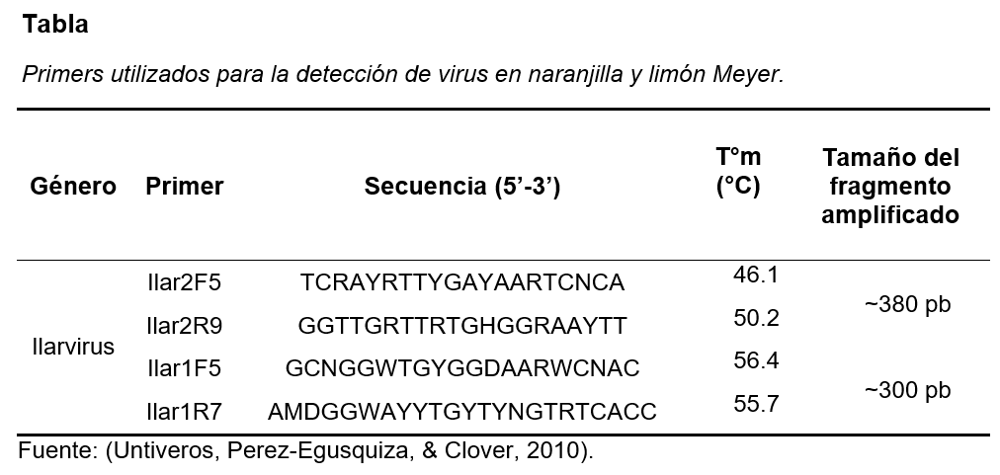 Tabla
Primers utilizados para la detección de virus en naranjilla y limón Meyer.
Género Primer Secuencia (5’-3’) T°m (°C) Tamaño del fragmento amplificado
Ilarvirus
Ilar2F5 TCRAYRTTYGAYAARTCNCA 46.1 ~380 pb
Ilar2R9 GGTTGRTTRTGHGGRAAYTT 50.2
Ilar1F5 GCNGGWTGYGGDAARWCNAC 56.4 ~300 pb
Ilar1R7 AMDGGWAYYTGYTYNGTRTCACC 55.7
Fuente: (Untiveros, Perez-Egusquiza, & Clover, 2010).